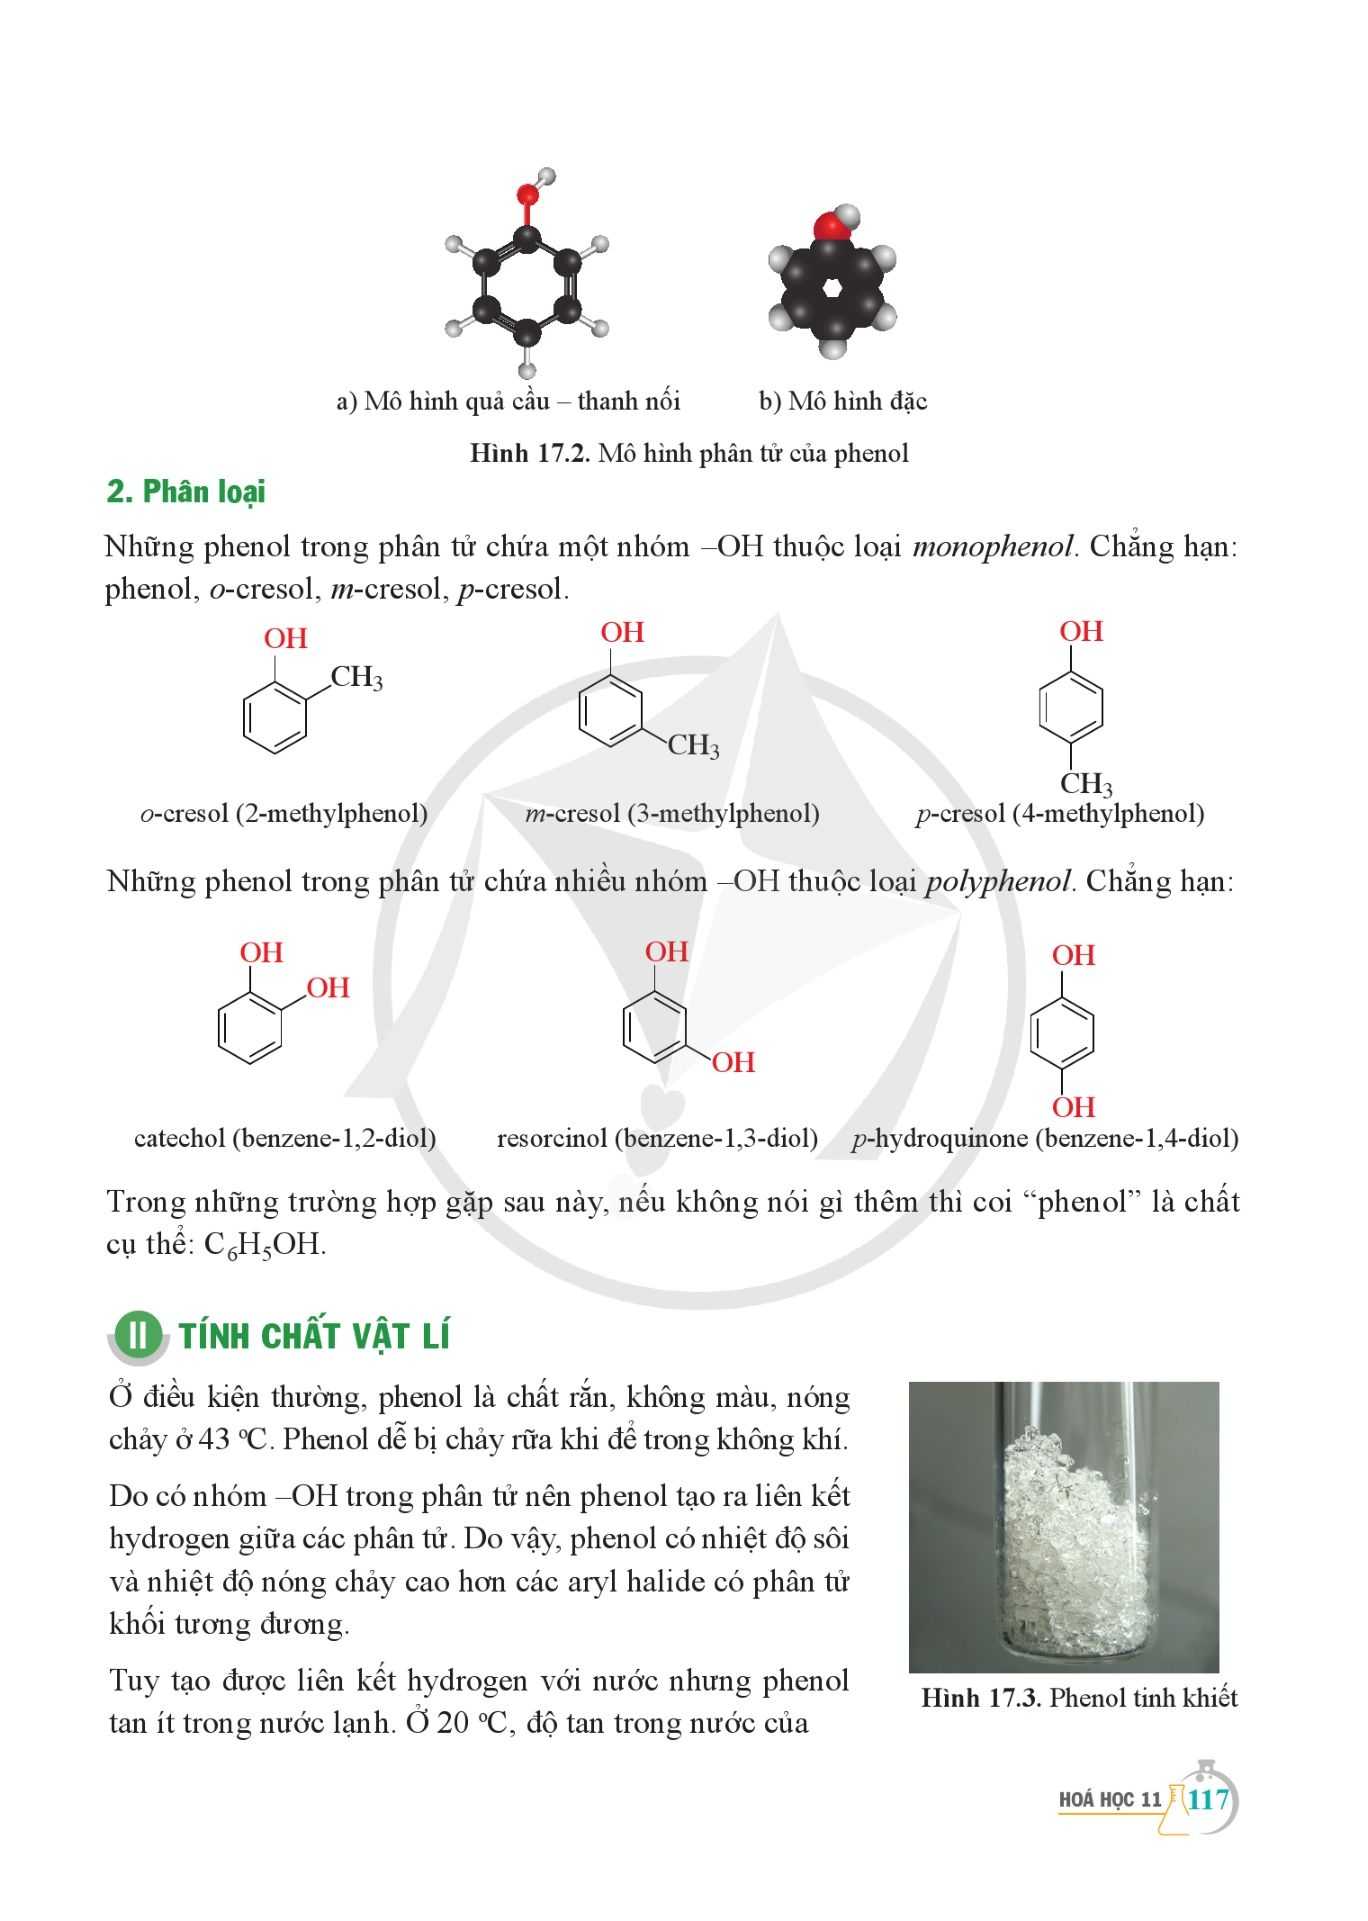 a) Mô hình quả cầu – thanh nối
b) Mô hình đặc
Hình 17.2. Mô hình phân tử của phenol
2. Phân loại
Những phenol trong phân tử chứa một nhóm –OH thuộc loại monophenol. Chẳng hạn:
phenol, o-cresol, m-cresol, p-cresol.
OH
CH₃
OH
CH₃
OH
CH₃
o-cresol (2-methylphenol)
m-cresol (3-methylphenol)
p-cresol (4-methylphenol)
Những phenol trong phân tử chứa nhiều nhóm –OH thuộc loại polyphenol. Chẳng hạn:
OH
OH
OH
OH
OH
OH
catechol (benzene-1,2-diol)
resorcinol (benzene-1,3-diol)
p-hydroquinone (benzene-1,4-diol)
Trong những trường hợp gặp sau này, nếu không nói gì thêm thì coi “phenol” là chất
cụ thể: C₆H₅OH.
II TÍNH CHẤT VẬT LÍ
Ở điều kiện thường, phenol là chất rắn, không màu, nóng
chảy ở 43 ºC. Phenol dễ bị chảy rữa khi để trong không khí.
Do có nhóm –OH trong phân tử nên phenol tạo ra liên kết
hydrogen giữa các phân tử. Do vậy, phenol có nhiệt độ sôi
và nhiệt độ nóng chảy cao hơn các aryl halide có phân tử
khối tương đương.
Tuy tạo được liên kết hydrogen với nước nhưng phenol
tan ít trong nước lạnh. Ở 20 ºC, độ tan trong nước của
Hình 17.3. Phenol tinh khiết
HOÁ HỌC 11 117